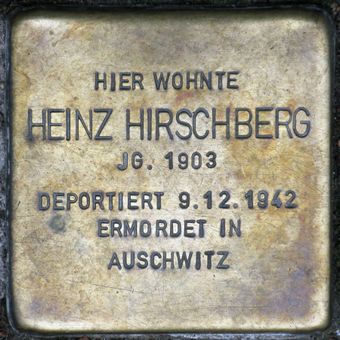 HIER WOHNTE
HEINZ HIRSCHBERG
JG. 1903
DEPORTIERT 9.12.1942
ERMORDET IN
AUSCHWITZ